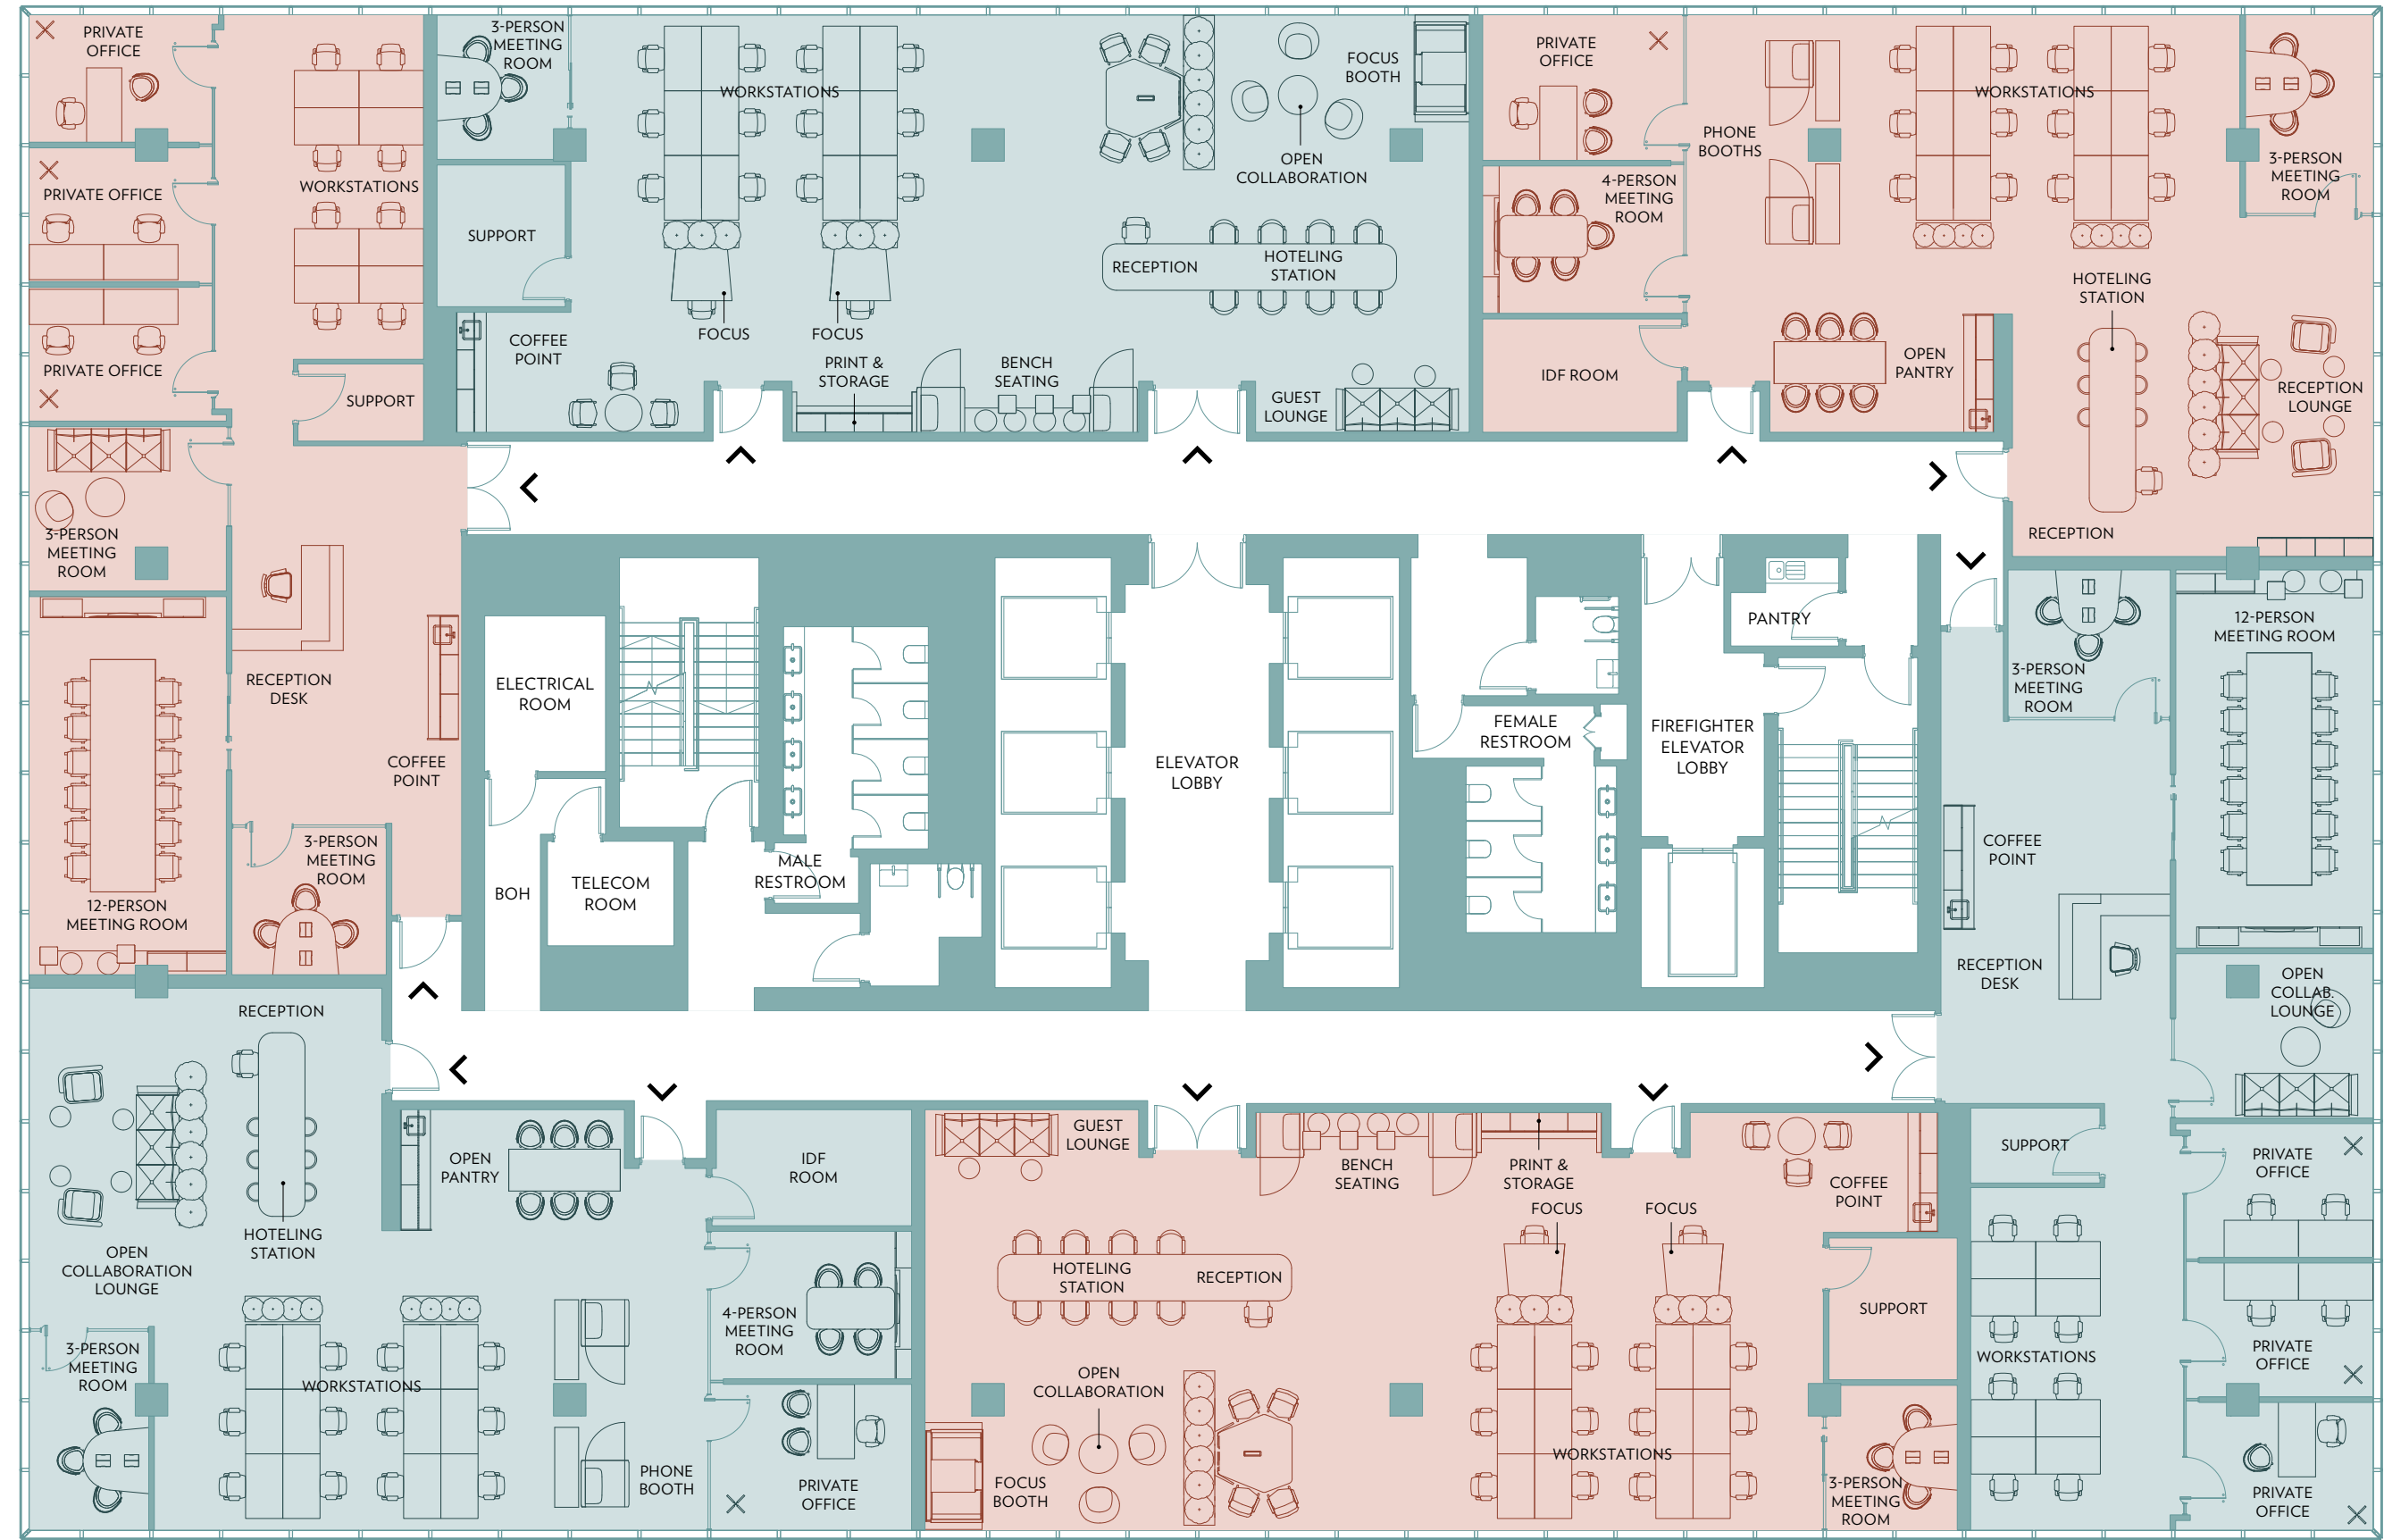 PRIVATE
OFFICE
PRIVATE OFFICE
PRIVATE OFFICE
WORKSTATIONS
SUPPORT
3-PERSON
MEETING
ROOM
RECEPTION
DESK
COFFEE
POINT
12-PERSON
MEETING ROOM
3-PERSON
MEETING
ROOM
3-PERSON
MEETING
ROOM
SUPPORT
COFFEE
POINT
WORKSTATIONS
FOCUS
FOCUS
PRINT &
STORAGE
BENCH
SEATING
OPEN
COLLABORATION
FOCUS
BOOTH
RECEPTION
HOTELING
STATION
GUEST
LOUNGE
PRIVATE
OFFICE
4-PERSON
MEETING
ROOM
IDF ROOM
PHONE
BOOTHS
WORKSTATIONS
3-PERSON
MEETING
ROOM
HOTELING
STATION
OPEN
PANTRY
RECEPTION
LOUNGE
RECEPTION
ELECTRICAL
ROOM
BOH
TELECOM
ROOM
MALE
RESTROOM
ELEVATOR
LOBBY
FEMALE
RESTROOM
FIREFIGHTER
ELEVATOR
LOBBY
PANTRY
3-PERSON
MEETING
ROOM
12-PERSON
MEETING ROOM
COFFEE
POINT
RECEPTION
DESK
OPEN
COLLAB.
LOUNGE
SUPPORT
PRIVATE
OFFICE
WORKSTATIONS
PRIVATE
OFFICE
PRIVATE
OFFICE
RECEPTION
HOTELING
STATION
OPEN
COLLABORATION
LOUNGE
3-PERSON
MEETING
ROOM
WORKSTATIONS
OPEN
PANTRY
IDF
ROOM
4-PERSON
MEETING
ROOM
PHONE
BOOTH
PRIVATE
OFFICE
GUEST
LOUNGE
BENCH
SEATING
PRINT &
STORAGE
FOCUS
FOCUS
COFFEE
POINT
HOTELING
STATION
RECEPTION
SUPPORT
OPEN
COLLABORATION
FOCUS
BOOTH
WORKSTATIONS
3-PERSON
MEETING
ROOM